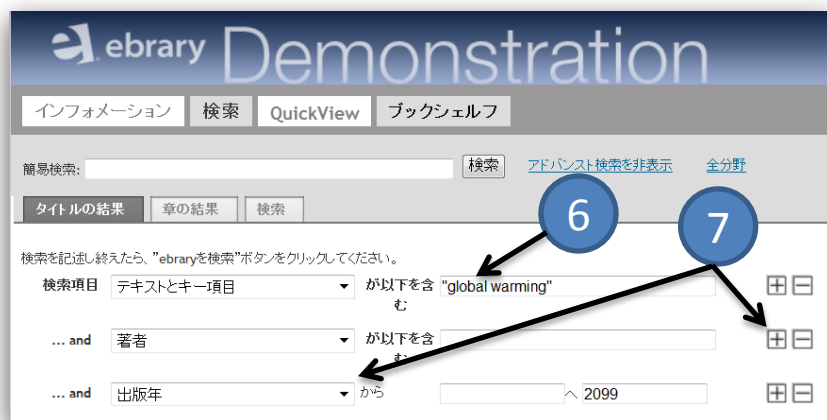 ebrary Demonstration
インフォメーション 検索 QuickView ブックシェルフ
簡易検索: 検索 アドバンスト検索を非表示 全分野
6 7
タイトルの結果 章の結果 検索
検索を記述し終えたら、"ebraryを検索"ボタンをクリックしてください。
検索項目 テキストとキー項目 が以下を含む "global warming"
... and 著者 が以下を含む
... and 出版年 から へ 2099